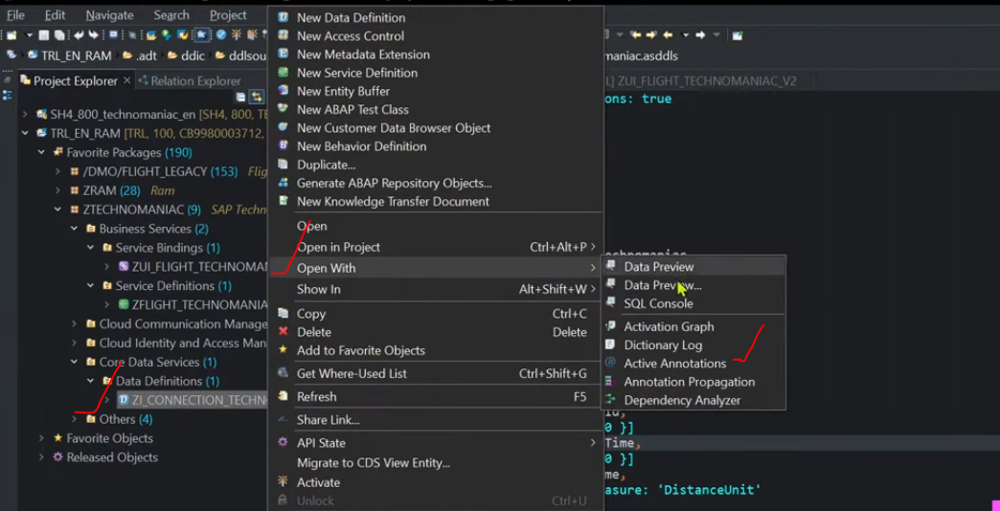 File Edit Navigate Search Project
TRL_EN_RAM .adt ddic ddlsou
Project Explorer Relation Explorer
SH4_800_technomaniac_en [SH4, 800, TE
TRL_EN_RAM [TRL, 100, CB9980003712,
Favorite Packages (190)
/DMO/FLIGHT_LEGACY (153) Flig
ZRAM (28) Ram
ZTECHNOMANIAC (9) SAP Techn
Business Services (2)
Service Bindings (1)
ZUI_FLIGHT_TECHNOMAN
Service Definitions (1)
ZFLIGHT_TECHNOMANIA
Cloud Communication Manage
Cloud Identity and Access Man
Core Data Services (1)
Data Definitions (1)
ZI_CONNECTION_TECHN
Others (4)
Favorite Objects
Released Objects
New Data Definition
New Access Control
New Metadata Extension
New Service Definition
New Entity Buffer
New ABAP Test Class
New Customer Data Browser Object
New Behavior Definition
Duplicate...
Generate ABAP Repository Objects...
New Knowledge Transfer Document
Open
Open in Project Ctrl+Alt+P
Open With
Show In Alt+Shift+W
Copy Ctrl+C
Delete Delete
Add to Favorite Objects
Get Where-Used List Ctrl+Shift+G
Refresh F5
Share Link...
API State
Migrate to CDS View Entity...
Activate
Unlock Ctrl+U
Data Preview
Data Preview...
SQL Console
Activation Graph
Dictionary Log
Active Annotations
Annotation Propagation
Dependency Analyzer
maniac.asddls
ZUI_FLIGHT_TECHNOMANIAC_V2
ons: true
0 }]
Time,
0 }]
me,
asure: 'DistanceUnit'